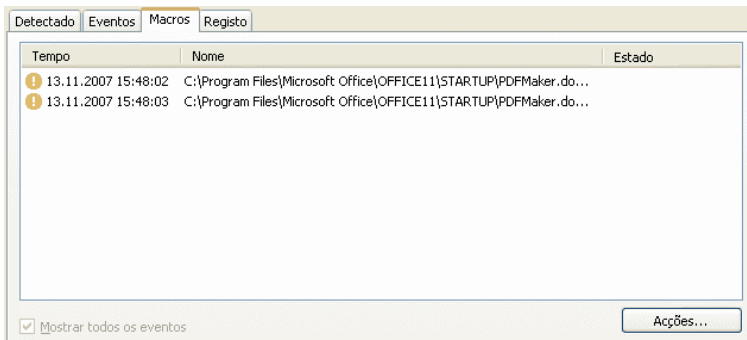 Detectado Eventos Macros Registo
Tempo Nome Estado
13.11.2007 15:48:02 C:\Program Files\Microsoft Office\OFFICE11\STARTUP\PDFMaker.do...
13.11.2007 15:48:03 C:\Program Files\Microsoft Office\OFFICE11\STARTUP\PDFMaker.do...
Mostrar todos os eventos Acções...